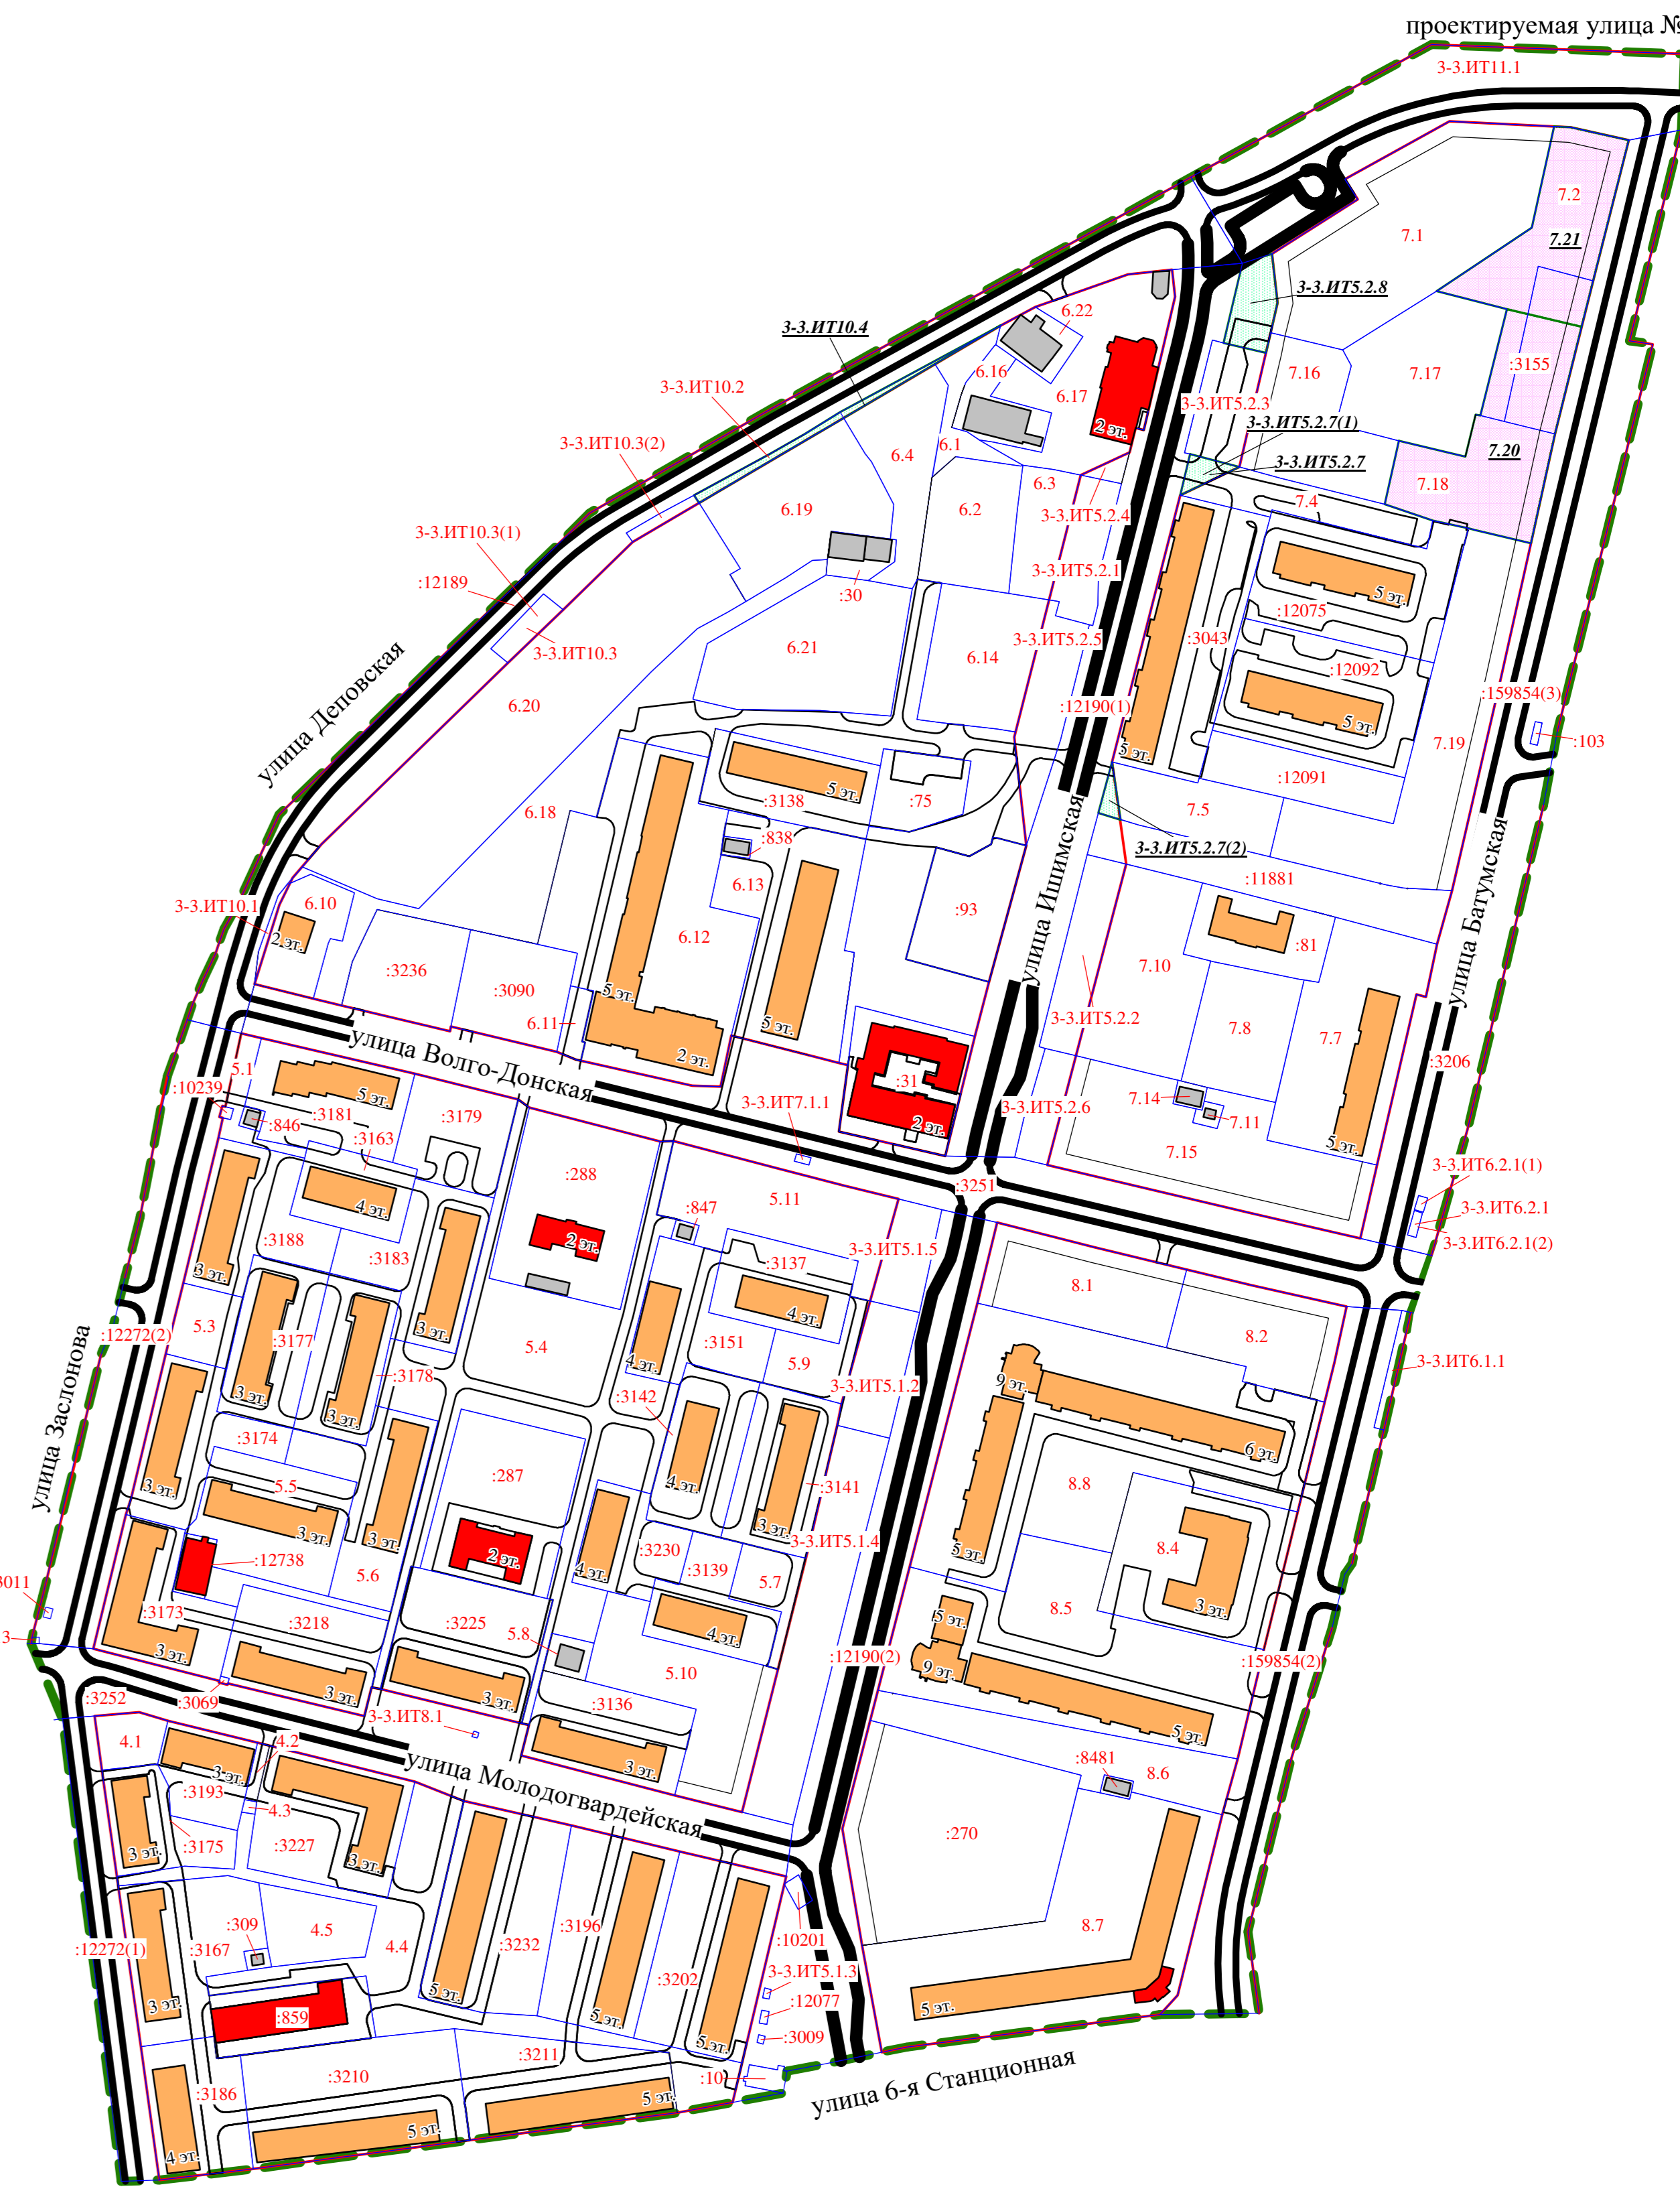 проектируемая улица №
3-3.ИТ11.1
7.2
7.1
7.21
3-3.ИТ5.2.8
6.22
3-3.ИТ10.4
:3155
6.16
7.16
7.17
3-3.ИТ10.2
6.17
3-3.ИТ5.2.3
2 эт.
3-3.ИТ5.2.7(1)
3-3.ИТ10.3(2)
6.1
6.4
7.20
3-3.ИТ5.2.7
6.3
7.18
7.4
6.19
6.2
3-3.ИТ5.2.4
3-3.ИТ10.3(1)
3-3.ИТ5.2.1
:12189
:30
5 эт.
:12075
:3043
3-3.ИТ5.2.5
6.21
3-3.ИТ10.3
6.14
:12092
улица Деповская
:159854(3)
6.20
:12190(1)
5 эт.
7.19
:103
5 эт.
:12091
5 эт.
:3138
:75
7.5
6.18
:838
3-3.ИТ5.2.7(2)
улица Ишимская
улица Батумская
6.13
:11881
6.10
3-3.ИТ10.1
:93
6.12
2 эт.
:81
7.10
:3236
:3090
5 эт.
3-3.ИТ5.2.2
6.11
5 эт.
7.8
7.7
улица Волго-Донская
2 эт.
:3206
5.1
:31
:10239
5 эт.
7.14
3-3.ИТ7.1.1
3-3.ИТ5.2.6
:3181
:3179
7.11
:846
2 эт.
:3163
5 эт.
7.15
3-3.ИТ6.2.1(1)
:288
:3251
5.11
4 эт.
:847
3-3.ИТ6.2.1
:3188
2 эт.
3-3.ИТ6.2.1(2)
:3183
3-3.ИТ5.1.5
:3137
3 эт.
8.1
4 эт.
5.3
3 эт.
:12272(2)
8.2
:3177
5.4
:3151
4 эт.
5.9
3-3.ИТ6.1.1
улица Заслонова
:3178
9 эт.
3-3.ИТ5.1.2
3 эт.
:3142
3 эт.
:3174
6 эт.
:287
5.5
3 эт.
4 эт.
:3141
8.8
3 эт.
3 эт.
3 эт.
3-3.ИТ5.1.4
:3230
8.4
2 эт.
5 эт.
:12738
:3139
4 эт.
5.6
5.7
3011
8.5
:3173
3 эт.
5 эт.
:3218
:3225
5.8
4 эт.
3
3 эт.
:12190(2)
:159854(2)
9 эт.
5.10
3 эт.
:3252
:3069
3 эт.
:3136
3-3.ИТ8.1
5 эт.
4.1
4.2
:8481
улица Молодогвардейская
3 эт.
8.6
3 эт.
:3193
4.3
:270
:3175
:3227
3 эт.
3 эт.
:309
4.5
:3196
8.7
:3167
4.4
:3232
:10201
:12272(1)
3-3.ИТ5.1.3
:3202
5 эт.
:12077
3 эт.
:859
5 эт.
5 эт.
:3009
5 эт.
:3211
:3210
:10
:3186
улица 6-я Станционная
5 эт.
5 эт.
4 эт.